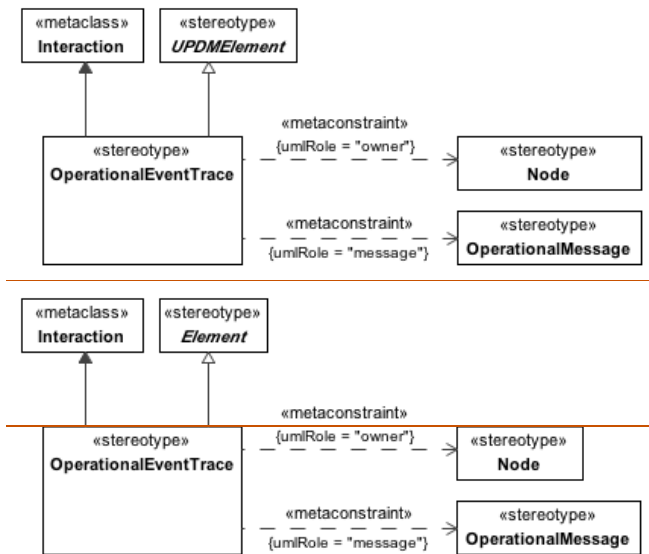 «metaclass» «stereotype»
Interaction UPDMElement
«metaconstraint»
«stereotype» {umlRole = "owner"} «stereotype»
OperationalEventTrace Node
«metaconstraint» «stereotype»
{umlRole = "message"} OperationalMessage
«metaclass» «stereotype»
Interaction Element
«metaconstraint»
«stereotype» {umlRole = "owner"} «stereotype»
OperationalEventTrace Node
«metaconstraint» «stereotype»
{umlRole = "message"} OperationalMessage